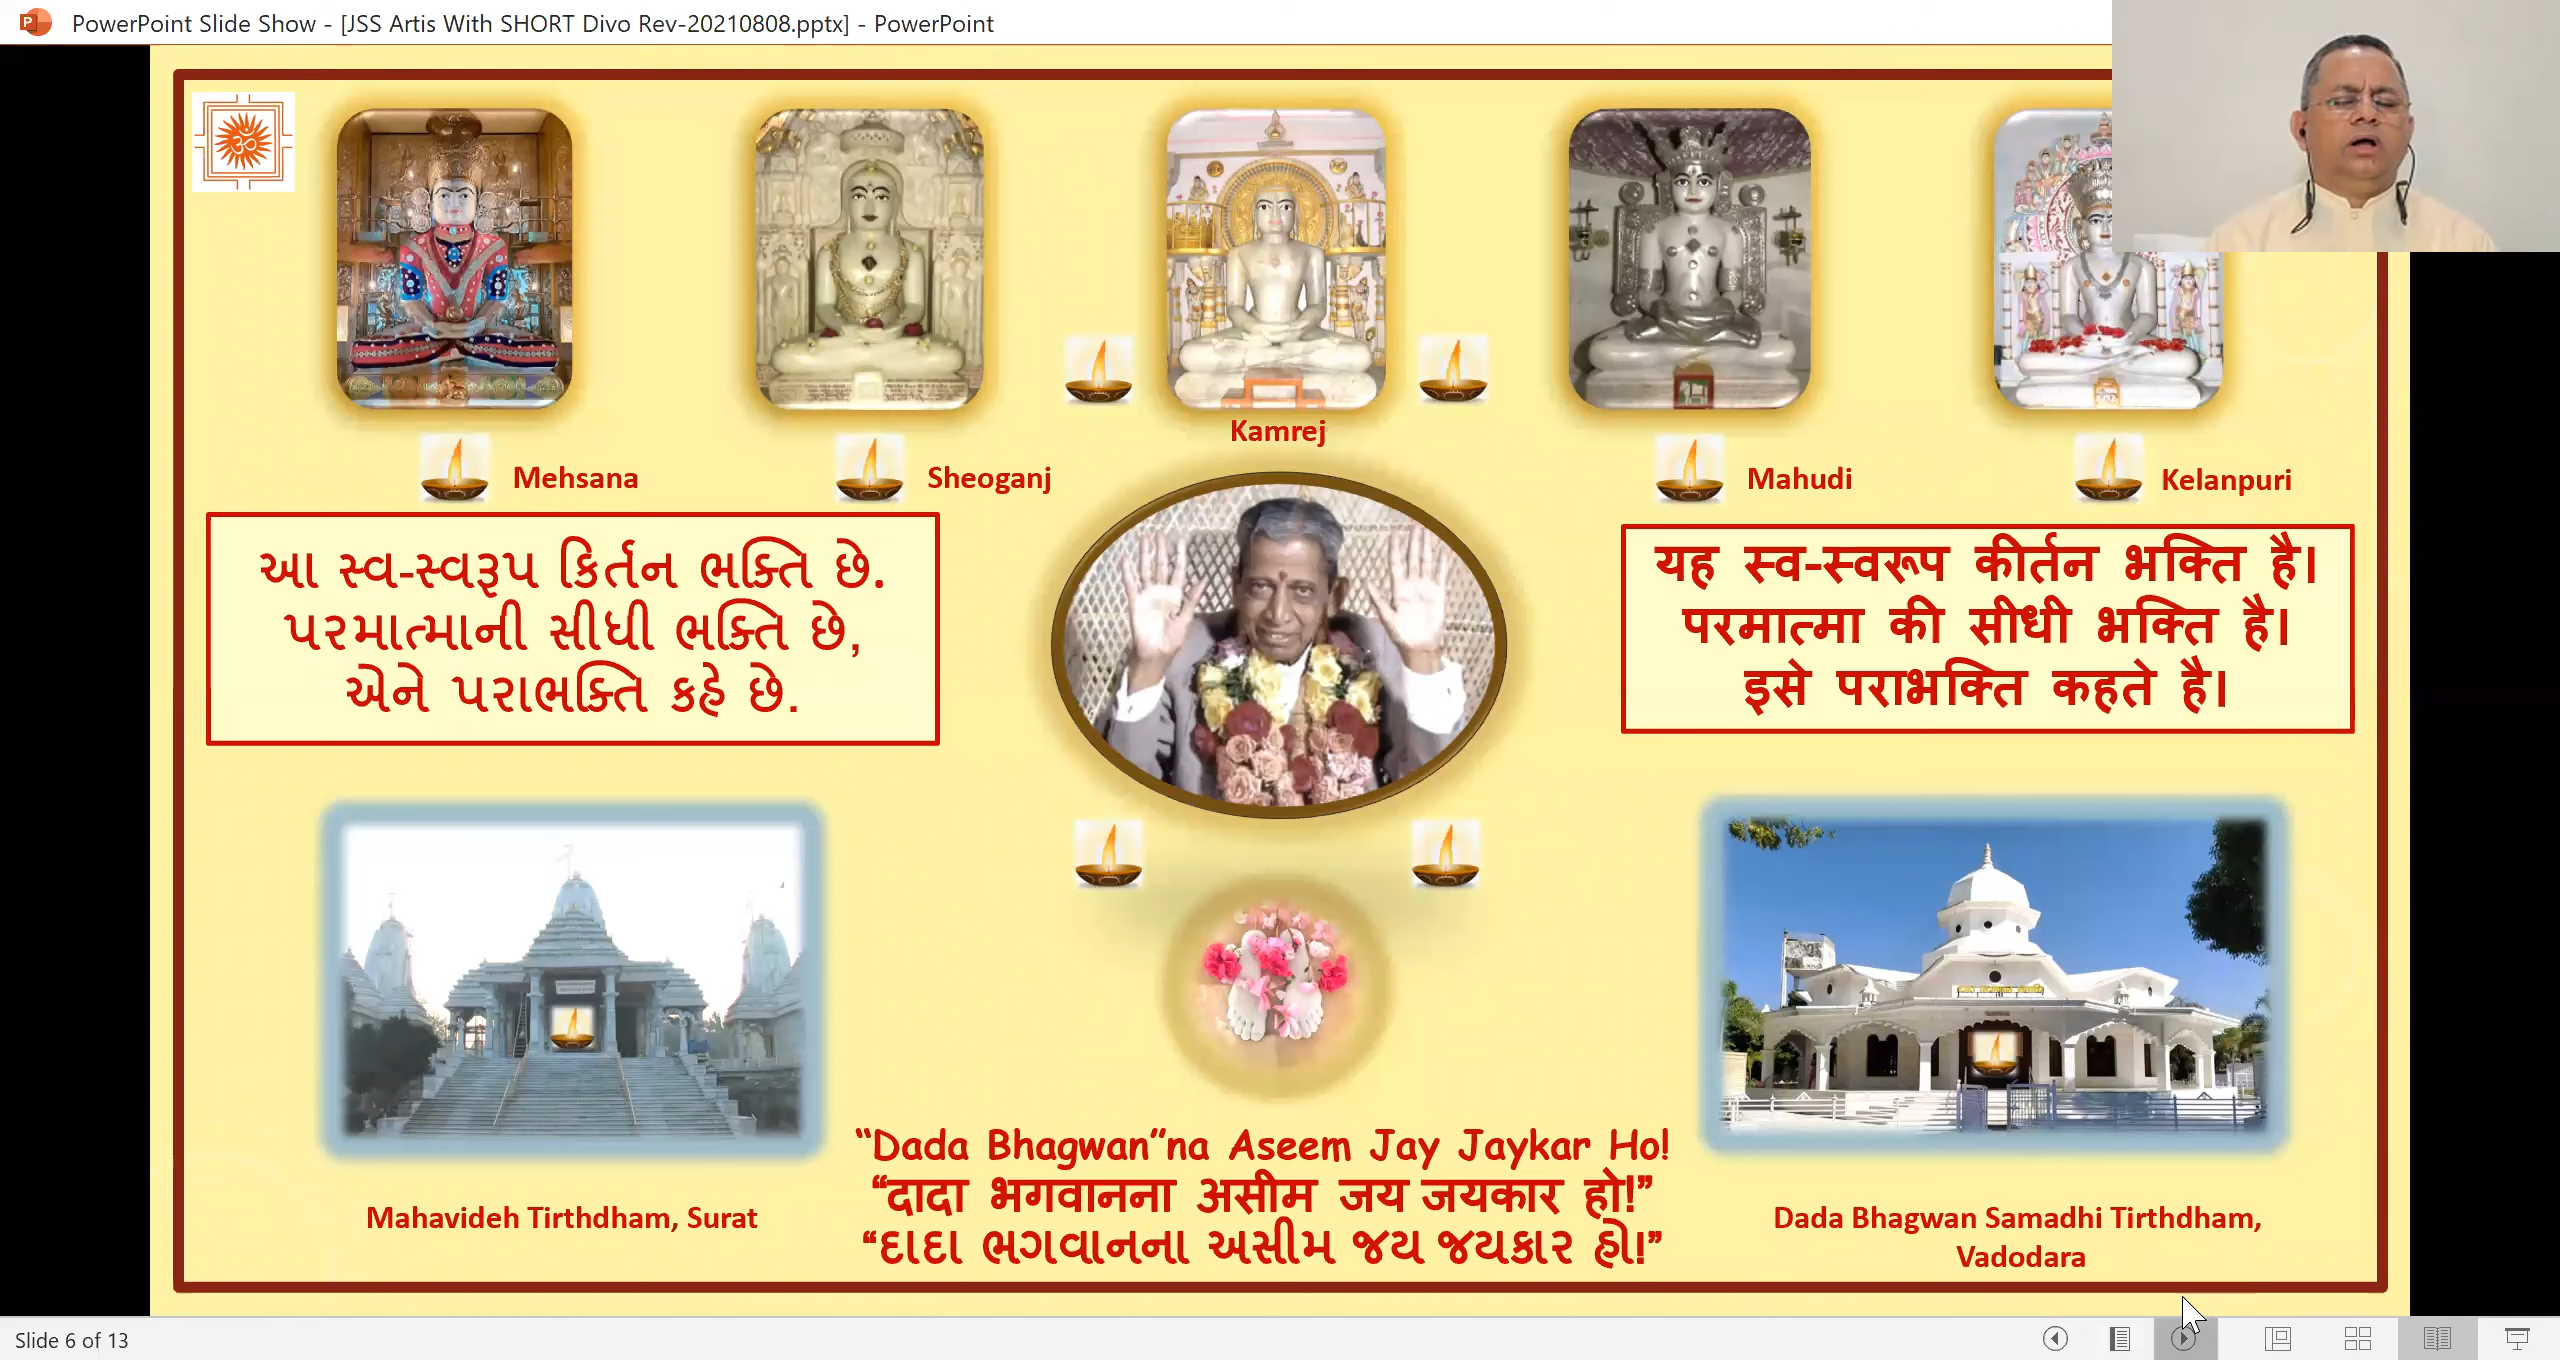 PowerPoint Slide Show - [JSS Artis With SHORT Divo Rev-20210808.pptx] - PowerPoint
ॐ
Kamrej
Mehsana
Sheoganj
Mahudi
Kelanpuri
આ સ્વ-સ્વરૂપ કિર્તન ભક્તિ છે.
પરમાત્માની સીધી ભક્તિ છે,
એને પરાભક્તિ કહે છે.
यह स्व-स्वरूप कीर्तन भक्ति है।
परमात्मा की सीधी भक्ति है।
इसे पराभक्ति कहते है।
Mahavideh Tirthdham, Surat
"Dada Bhagwan"na Aseem Jay Jaykar Ho!
“दादा भगवानना असीम जय जयकार हो!”
“દાદા ભગવાનના અસીમ જય જયકાર હો!”
Dada Bhagwan Samadhi Tirthdham,
Vadodara
Slide 6 of 13